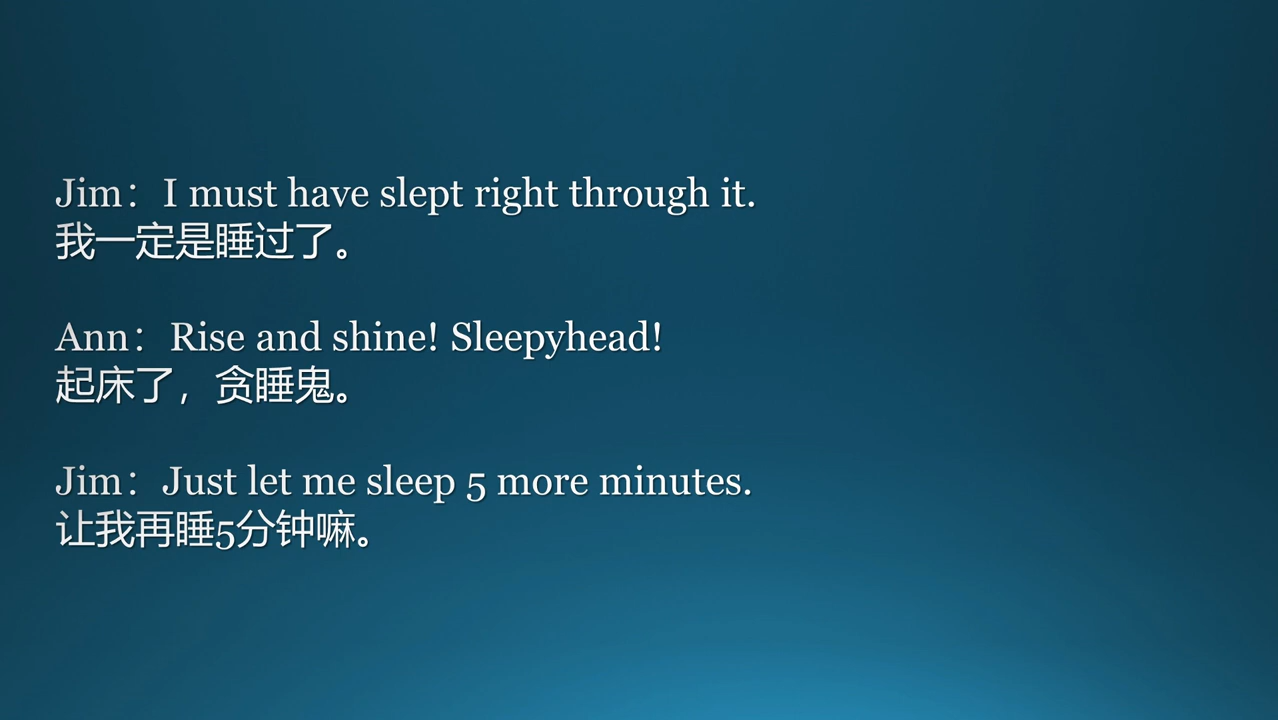 Jim：I must have slept right through it.
我一定是睡过了。
Ann：Rise and shine! Sleepyhead!
起床了，贪睡鬼。
Jim：Just let me sleep 5 more minutes.
让我再睡5分钟嘛。